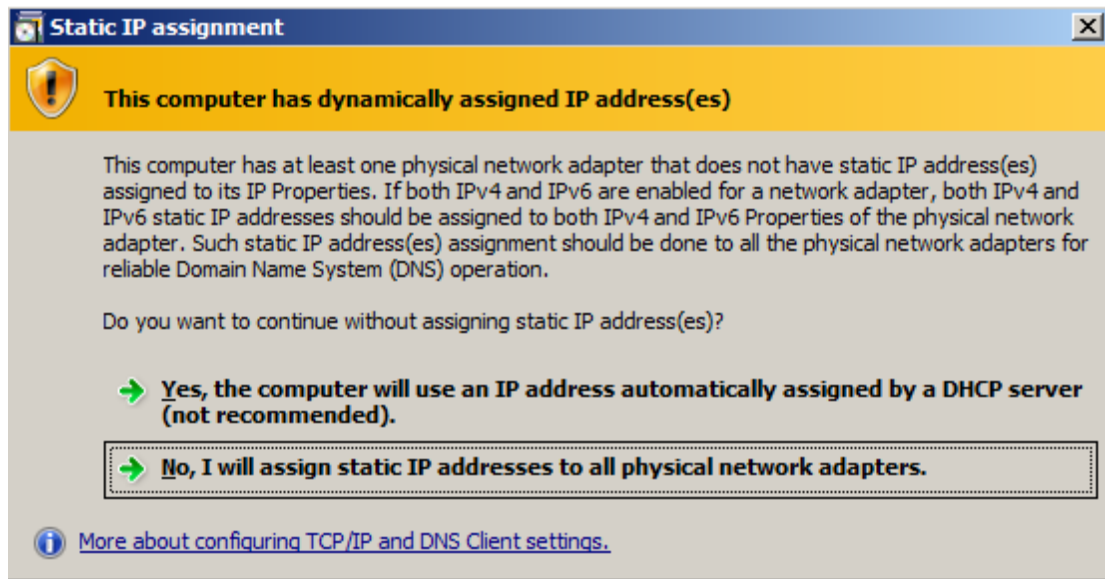 Static IP assignment
This computer has dynamically assigned IP address(es)
This computer has at least one physical network adapter that does not have static IP address(es)
assigned to its IP Properties. If both IPv4 and IPv6 are enabled for a network adapter, both IPv4 and
IPv6 static IP addresses should be assigned to both IPv4 and IPv6 Properties of the physical network
adapter. Such static IP address(es) assignment should be done to all the physical network adapters for
reliable Domain Name System (DNS) operation.
Do you want to continue without assigning static IP address(es)?
Yes, the computer will use an IP address automatically assigned by a DHCP server
(not recommended).
No, I will assign static IP addresses to all physical network adapters.
More about configuring TCP/IP and DNS Client settings.